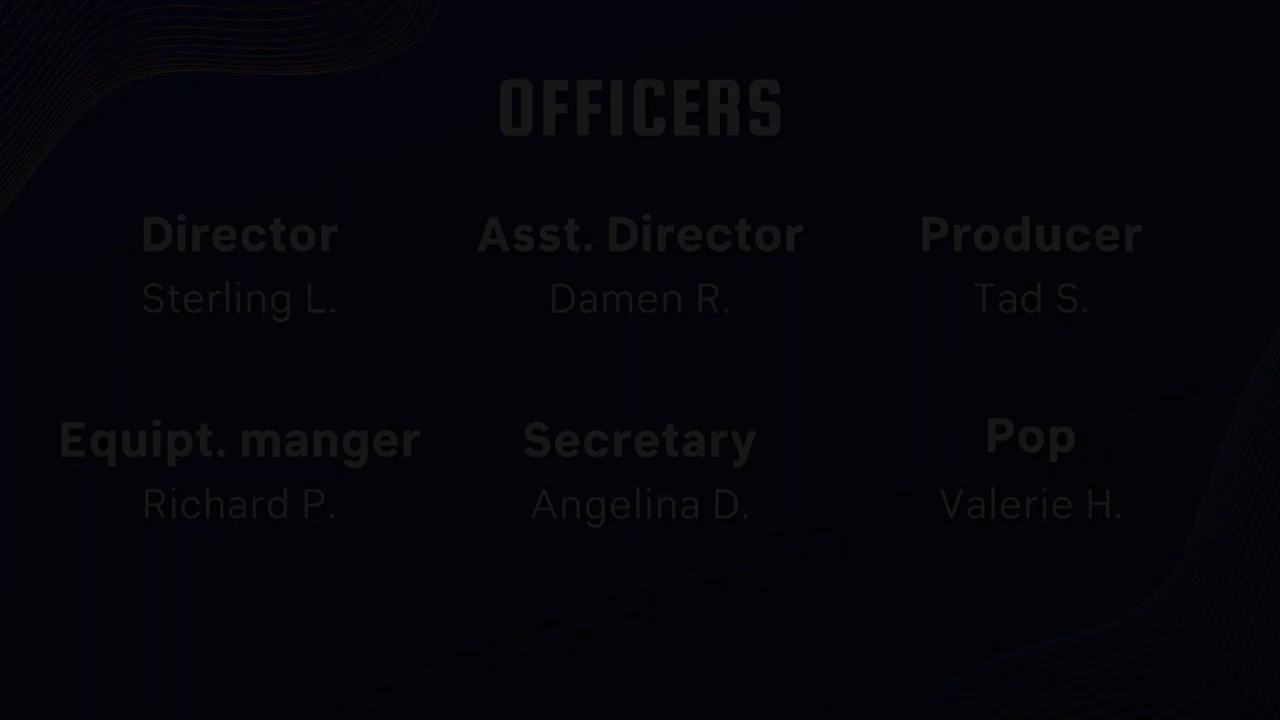 OFFICERS
Director
Sterling L.
Asst. Director
Damen R.
Producer
Tad S.
Equipt. manger
Richard P.
Secretary
Angelina D.
Pop
Valerie H.